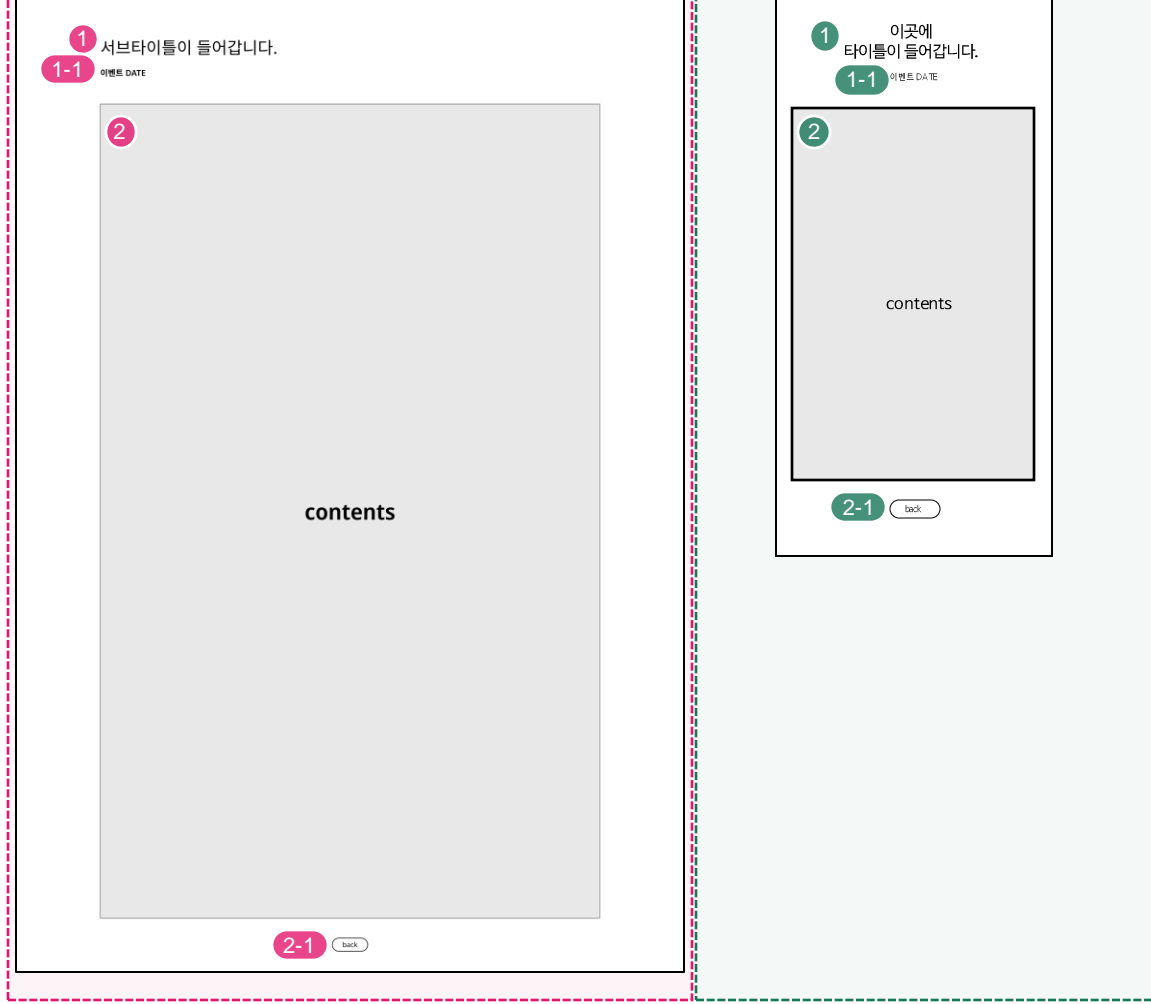 1
서브타이틀이 들어갑니다.
1-1
이벤트 DATE
2
contents
2-1
back
1
이곳에
타이틀이 들어갑니다.
1-1
이벤트 DATE
2
contents
2-1
back